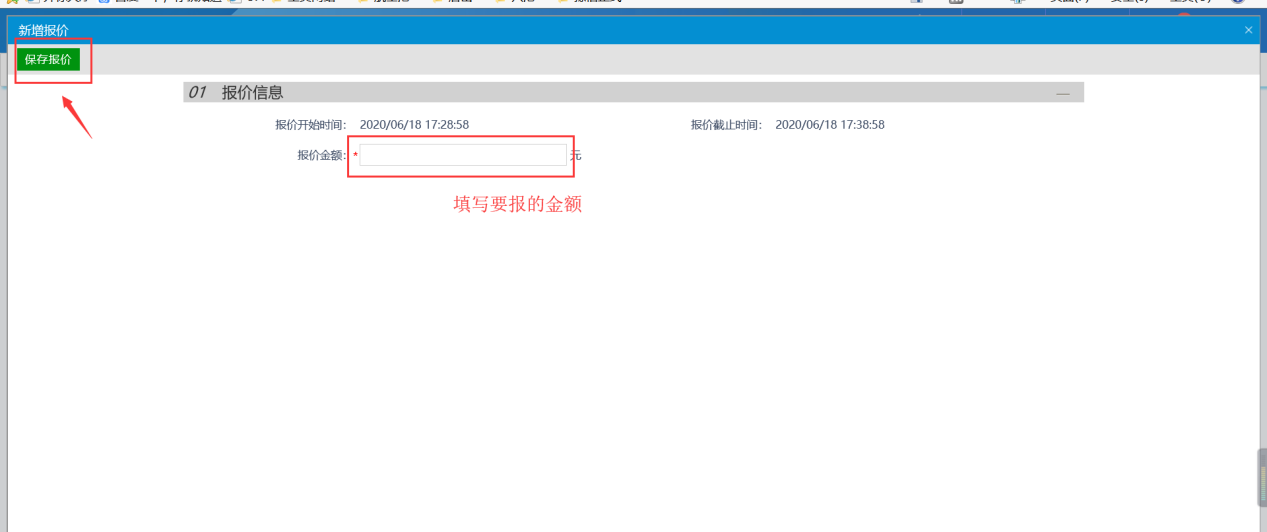 新增报价
×
保存报价
01 报价信息
报价开始时间: 2020/06/18 17:28:58 报价截止时间: 2020/06/18 17:38:58
报价金额: * 元
填写要报的金额